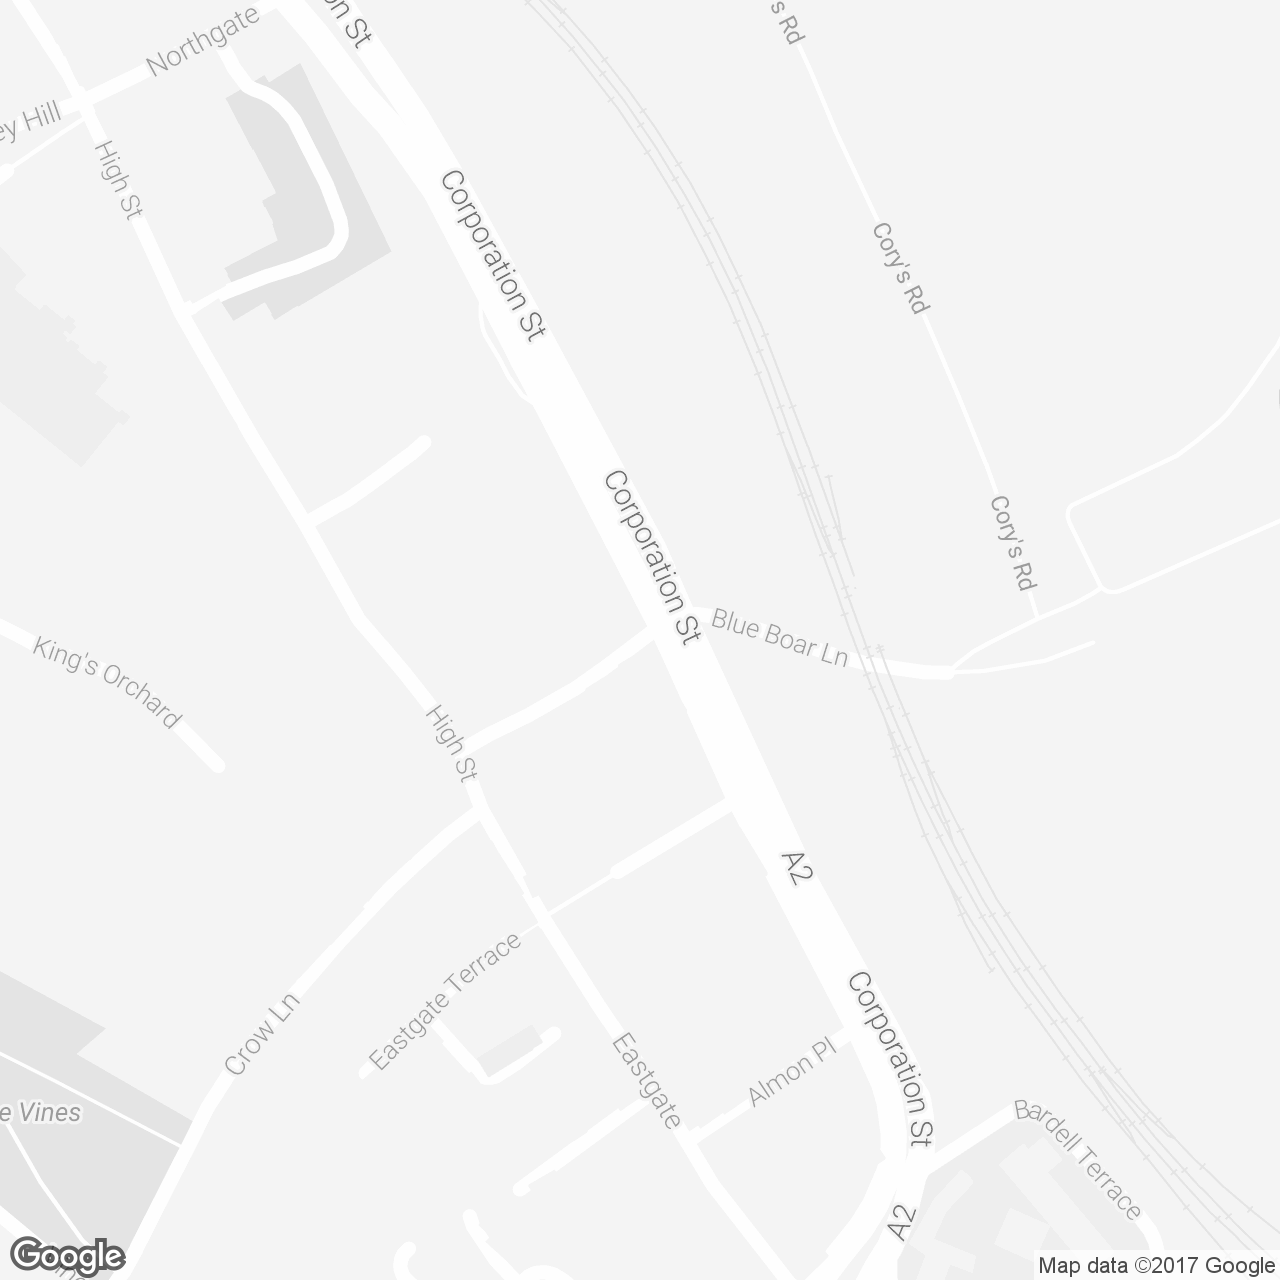 Northgate
High St
Corporation St
Cory's Rd
Corporation St
Cory's Rd
Blue Boar Ln
King's Orchard
High St
A2
Eastgate Terrace
Crow Ln
Corporation St
Eastgate
Almon Pl
Vines
Bardell Terrace
A2
Google
Map data ©2017 Google